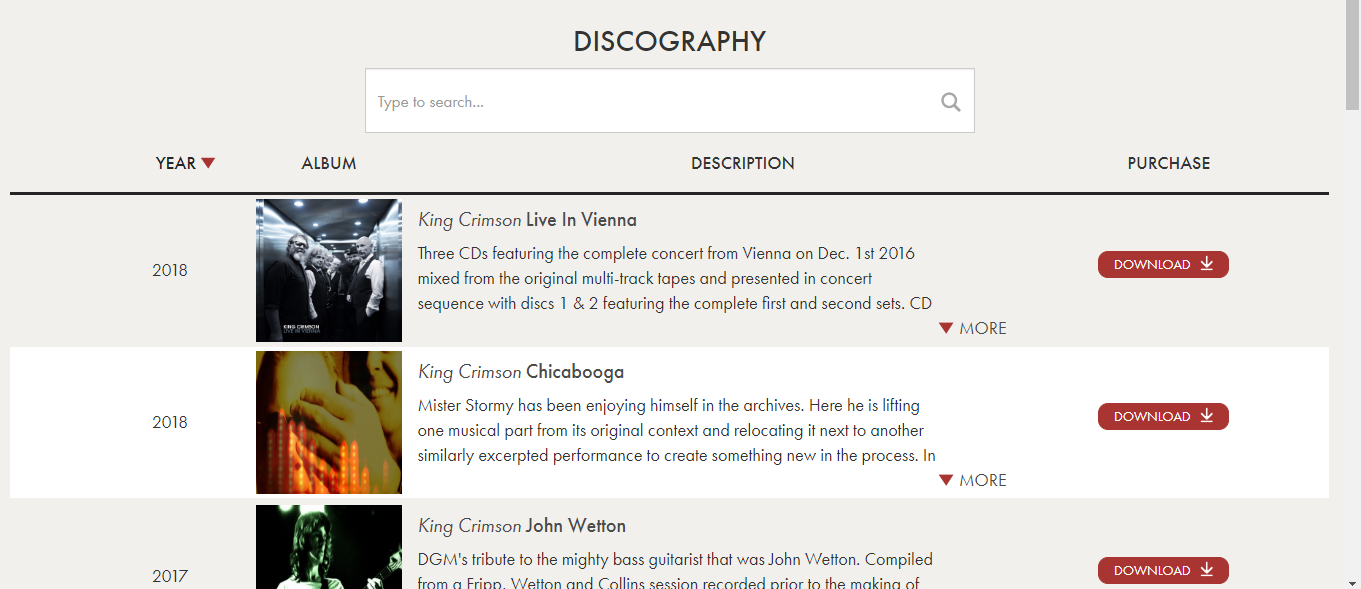 DISCOGRAPHY
Type to search...
YEAR ALBUM DESCRIPTION PURCHASE
2018
KING CRIMSON
LIVE IN VIENNA
King Crimson Live In Vienna
Three CDs featuring the complete concert from Vienna on Dec. 1st 2016
mixed from the original multi-track tapes and presented in concert
sequence with discs 1 & 2 featuring the complete first and second sets. CD
MORE
DOWNLOAD
2018
King Crimson Chicabooga
Mister Stormy has been enjoying himself in the archives. Here he is lifting
one musical part from its original context and relocating it next to another
similarly excerpted performance to create something new in the process. In
MORE
DOWNLOAD
2017
King Crimson John Wetton
DGM's tribute to the mighty bass guitarist that was John Wetton. Compiled
from a Fripp, Wetton and Collins session recorded prior to the making of
DOWNLOAD